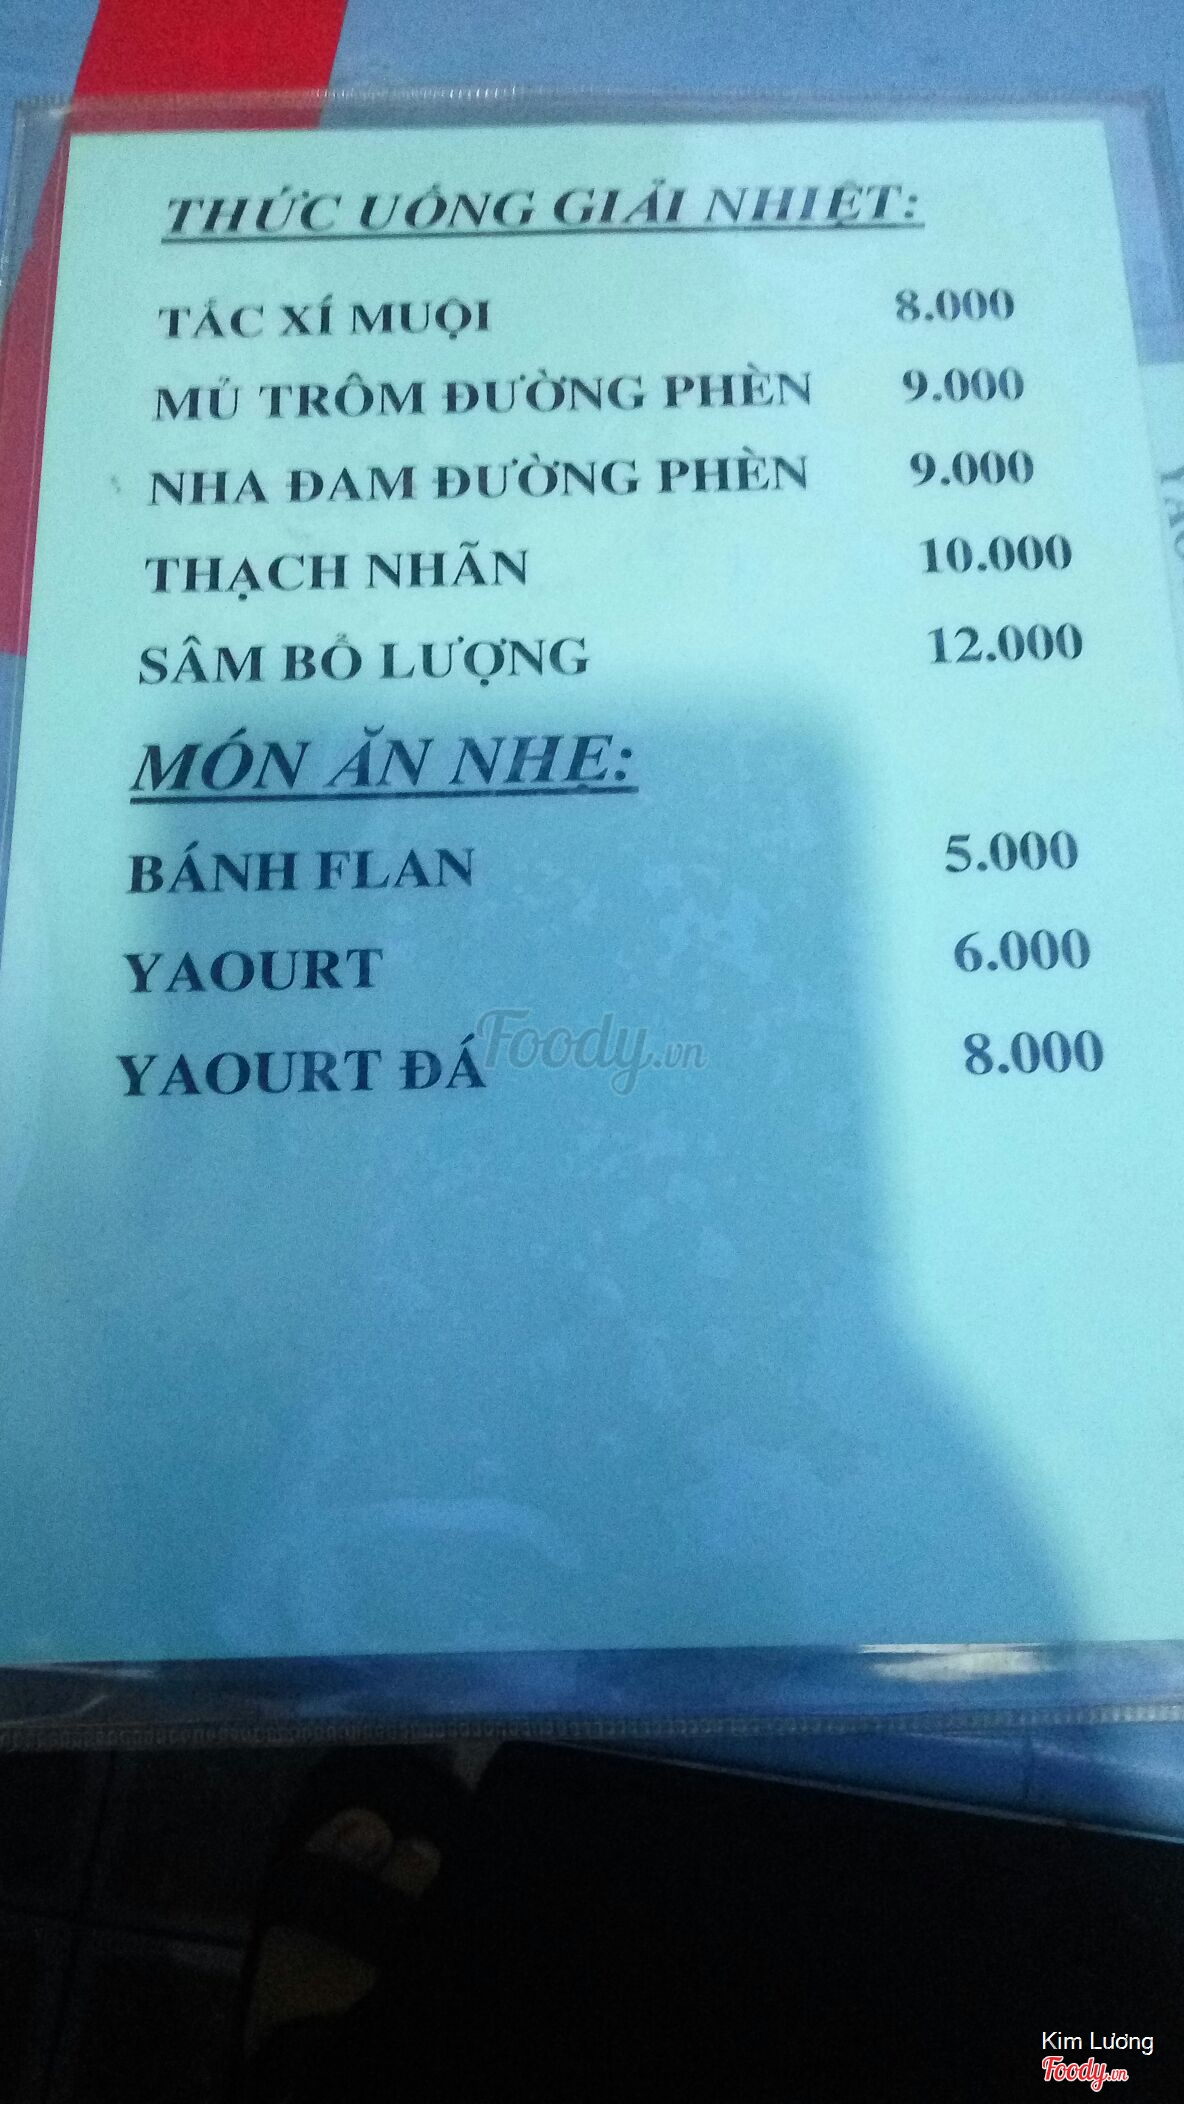 THỨC UỐNG GIẢI NHIỆT:
TẮC XÍ MUỘI 8.000
MỦ TRÔM ĐƯỜNG PHÈN 9.000
NHA ĐAM ĐƯỜNG PHÈN 9.000
THẠCH NHÃN 10.000
SÂM BỔ LƯỢNG 12.000
MÓN ĂN NHẸ:
BÁNH FLAN 5.000
YAOURT 6.000
YAOURT ĐÁ 8.000
Foody.vn
Kim Lương
Foody.vn